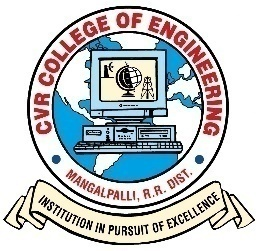 CVR COLLEGE OF ENGINEERING
MANGALPALLI, R.R. DIST.
INSTITUTION IN PURSUIT OF EXCELLENCE